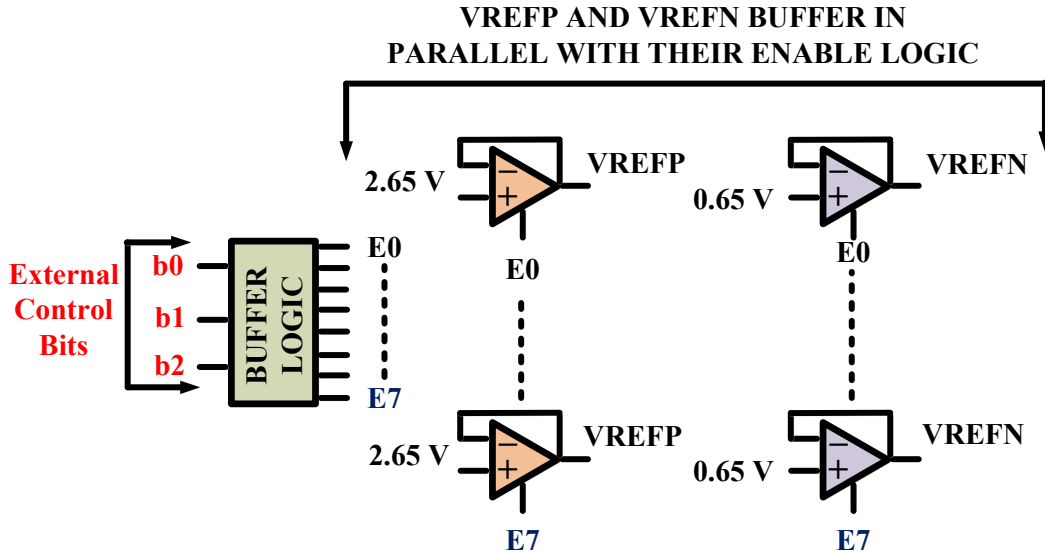 VREFP AND VREFN BUFFER IN
PARALLEL WITH THEIR ENABLE LOGIC
2.65 V
−
+
VREFP
E0
0.65 V
−
+
VREFN
E0
External
Control
Bits
b0
b1
b2
BUFFER
LOGIC
E0
E7
2.65 V
−
+
VREFP
E7
0.65 V
−
+
VREFN
E7